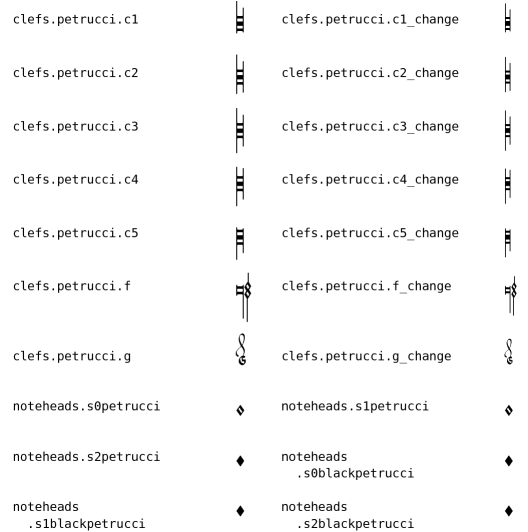 clefs.petrucci.c1 clefs.petrucci.c1_change
clefs.petrucci.c2 clefs.petrucci.c2_change
clefs.petrucci.c3 clefs.petrucci.c3_change
clefs.petrucci.c4 clefs.petrucci.c4_change
clefs.petrucci.c5 clefs.petrucci.c5_change
clefs.petrucci.f clefs.petrucci.f_change
clefs.petrucci.g clefs.petrucci.g_change
noteheads.s0petrucci noteheads.s1petrucci
noteheads.s2petrucci noteheads
.s0blackpetrucci
noteheads noteheads
.s1blackpetrucci .s2blackpetrucci